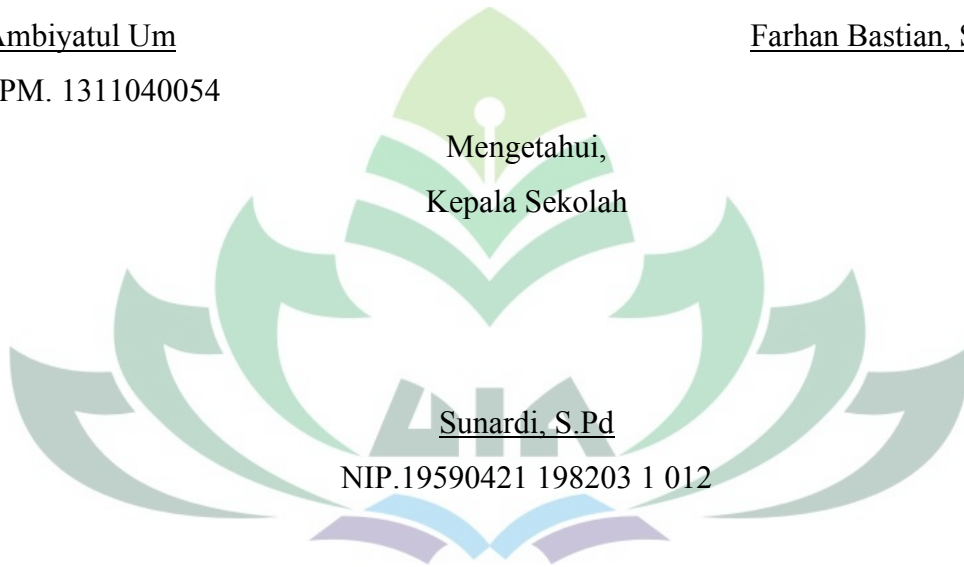 Ambiyatul Um Farhan Bastian, S
PM. 1311040054
Mengetahui,
Kepala Sekolah
Sunardi, S.Pd
NIP.19590421 198203 1 012